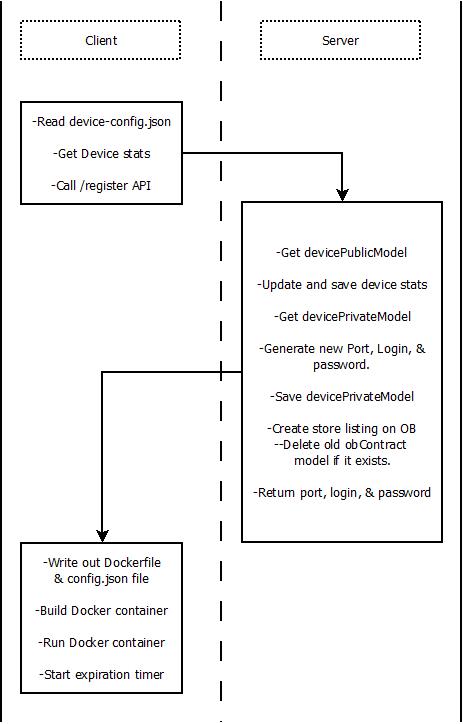 Client
Server
-Read device-config.json
-Get Device stats
-Call /register API
-Get devicePublicModel
-Update and save device stats
-Get devicePrivateModel
-Generate new Port, Login, &
password.
-Save devicePrivateModel
-Create store listing on OB
--Delete old obContract
model if it exists.
-Return port, login, & password
-Write out Dockerfile
& config.json file
-Build Docker container
-Run Docker container
-Start expiration timer